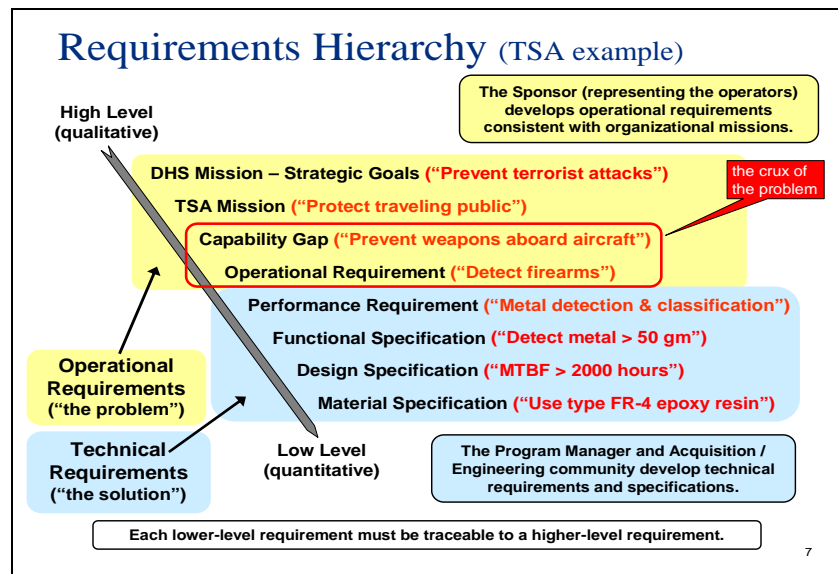 Requirements Hierarchy (TSA example)
The Sponsor (representing the operators)
develops operational requirements
consistent with organizational missions.
High Level
(qualitative)
DHS Mission – Strategic Goals (“Prevent terrorist attacks”)
the crux of
the problem
TSA Mission (“Protect traveling public”)
Capability Gap (“Prevent weapons aboard aircraft”)
Operational Requirement (“Detect firearms”)
Performance Requirement (“Metal detection & classification”)
Functional Specification (“Detect metal > 50 gm”)
Design Specification (“MTBF > 2000 hours”)
Material Specification (“Use type FR-4 epoxy resin”)
Operational
Requirements
(“the problem”)
Technical
Requirements
(“the solution”)
Low Level
(quantitative)
The Program Manager and Acquisition /
Engineering community develop technical
requirements and specifications.
Each lower-level requirement must be traceable to a higher-level requirement.
7